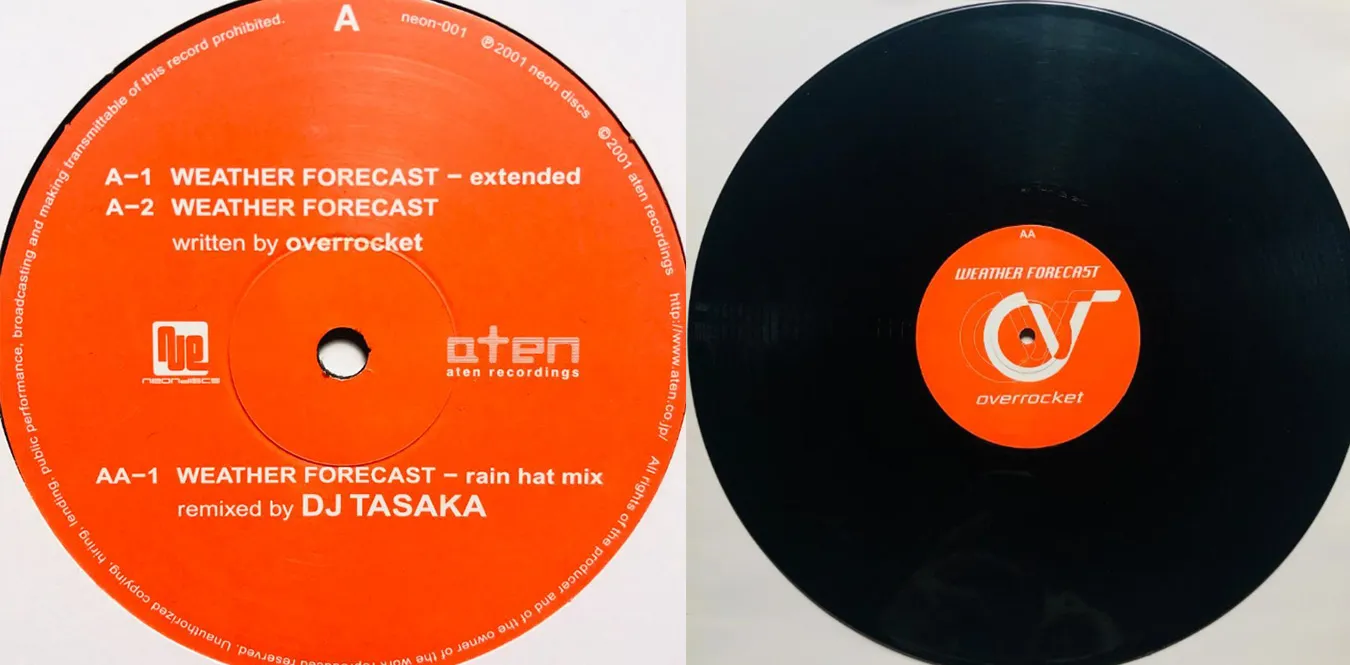 A
neon-001
℗2001 neon discs
©2001 aten recordings
http://www.aten.co.jp/
All rights of the producer and of the owner of the work reproduced reserved. Unauthorized copying, hiring, lending, public performance, broadcasting and making transmittable of this record prohibited.
A-1 WEATHER FORECAST - extended
A-2 WEATHER FORECAST
written by overrocket
ne
neondiscs
aten
aten recordings
AA-1 WEATHER FORECAST - rain hat mix
remixed by DJ TASAKA
AA
WEATHER FORECAST
overrocket